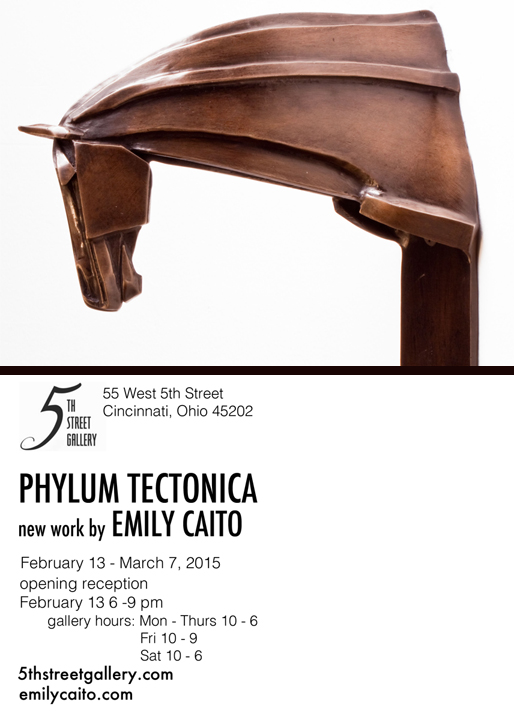 5TH
STREET
GALLERY
55 West 5th Street
Cincinnati, Ohio 45202
PHYLUM TECTONICA
new work by EMILY CAITO
February 13 - March 7, 2015
opening reception
February 13 6 -9 pm
gallery hours: Mon - Thurs 10 - 6
Fri 10 - 9
Sat 10 - 6
5thstreetgallery.com
emilycaito.com